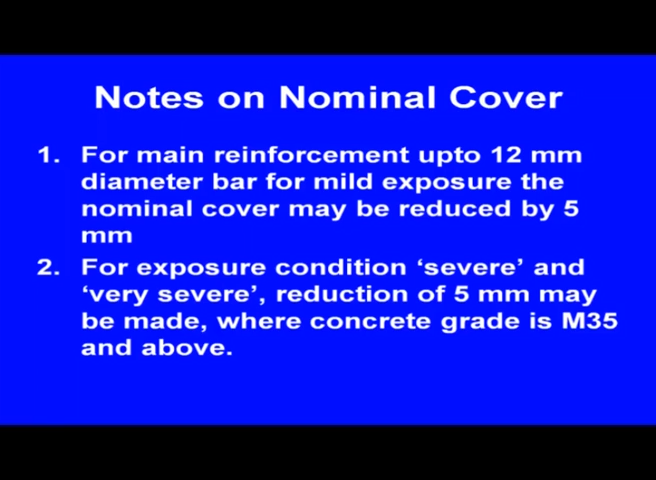 Notes on Nominal Cover
1. For main reinforcement upto 12 mm
diameter bar for mild exposure the
nominal cover may be reduced by 5
mm
2. For exposure condition ‘severe’ and
‘very severe’, reduction of 5 mm may
be made, where concrete grade is M35
and above.